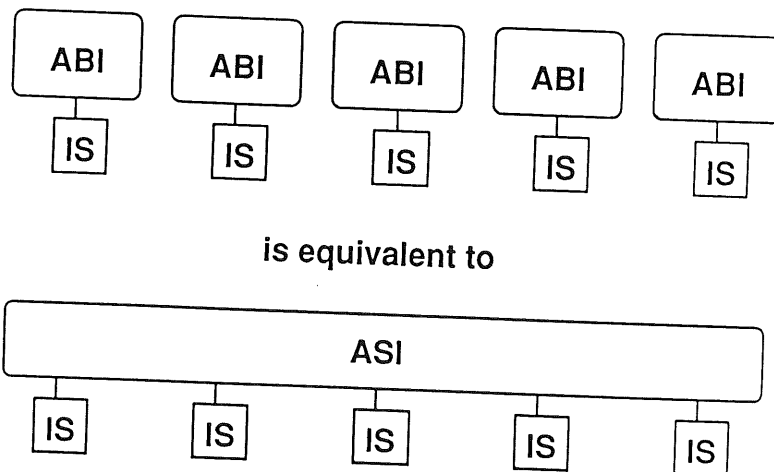 ABI ABI ABI ABI ABI
IS IS IS IS IS
is equivalent to
ASI
IS IS IS IS IS